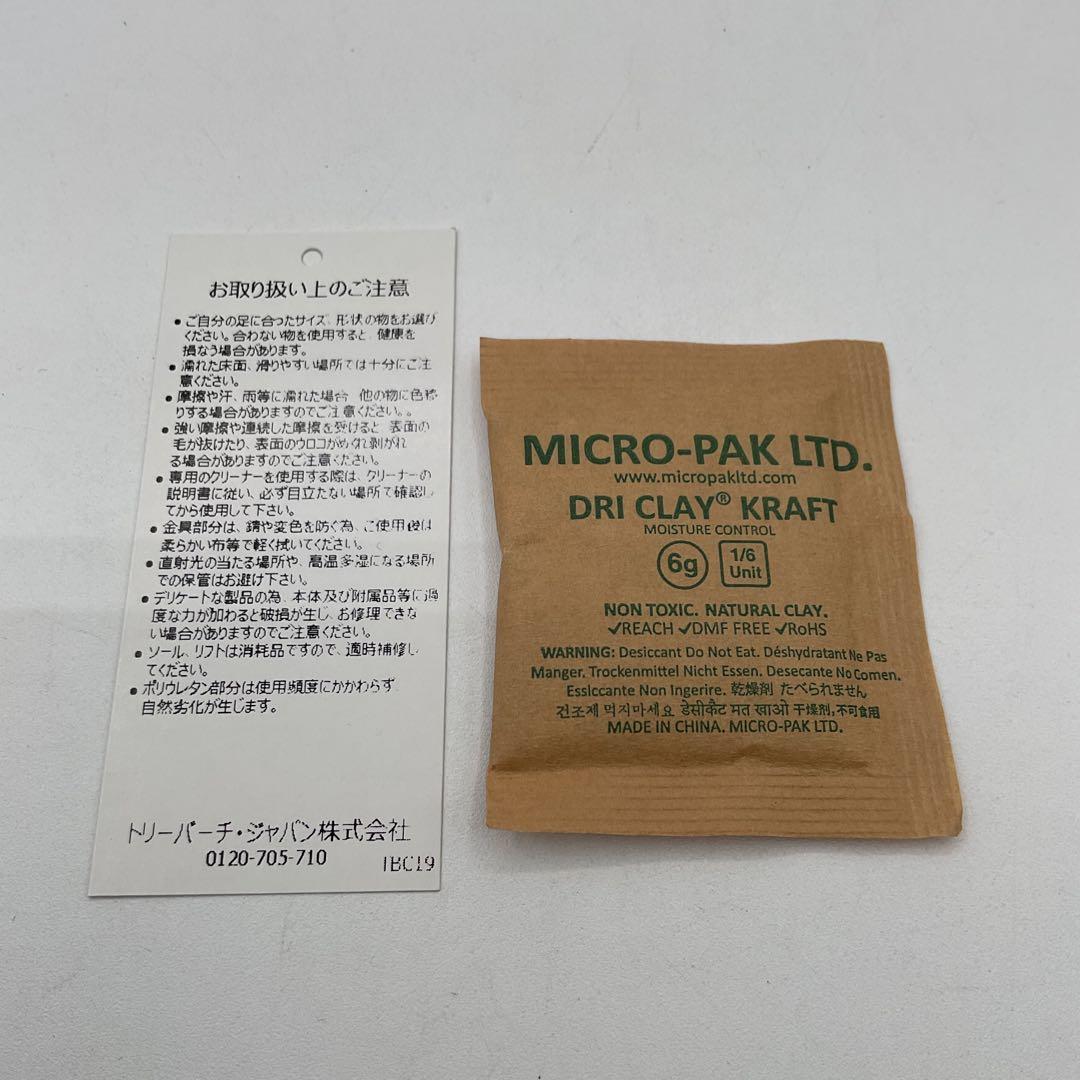 お取り扱い上のご注意
• ご自分の足に合ったサイズ、形状の物をお選び
ください。合わない物を使用すると、健康を
損なう場合があります。
• 濡れた床面、滑りやすい場所では十分にご注
意ください。
• 摩擦や汗、雨等に濡れた場合 他の物に色移
りする場合がありますのでご注意ください。。
• 強い摩擦や連続した摩擦を受けると、表面の
毛が抜けたり、表面のウロコがめくれ剥がれ
る場合がありますのでご注意ください。
• 専用のクリーナーを使用する際は、クリーナーの
説明書に従い、必ず目立たない場所で確認し
てから使用して下さい。
• 金具部分は、錆や変色を防ぐ為、ご使用後は
柔らかい布等で軽く拭いてください。
• 直射光の当たる場所や、高温多湿になる場所
での保管はお避け下さい。
• デリケートな製品の為、本体及び附属品等に過
度な力が加わると破損が生じ、お修理できな
い場合がありますのでご注意ください。
• ソール、リフトは消耗品ですので、適時補修し
てください。
• ポリウレタン部分は使用頻度にかかわらず、
自然劣化が生じます。
トリーバーチ・ジャパン株式会社
0120-705-710
TBC19
MICRO-PAK LTD.
www.micropakltd.com
DRI CLAY® KRAFT
MOISTURE CONTROL
6g 1/6 Unit
NON TOXIC. NATURAL CLAY.
✓REACH ✓DMF FREE ✓RoHS
WARNING: Desiccant Do Not Eat. Déshydratant Ne Pas
Manger. Trockenmittel Nicht Essen. Desecante No Comen.
Essiccante Non Ingerire. 乾燥剤 たべられません
건조제 먹지마세요 डेसीकैट मत खाओ 干燥剂,不可食用
MADE IN CHINA. MICRO-PAK LTD.